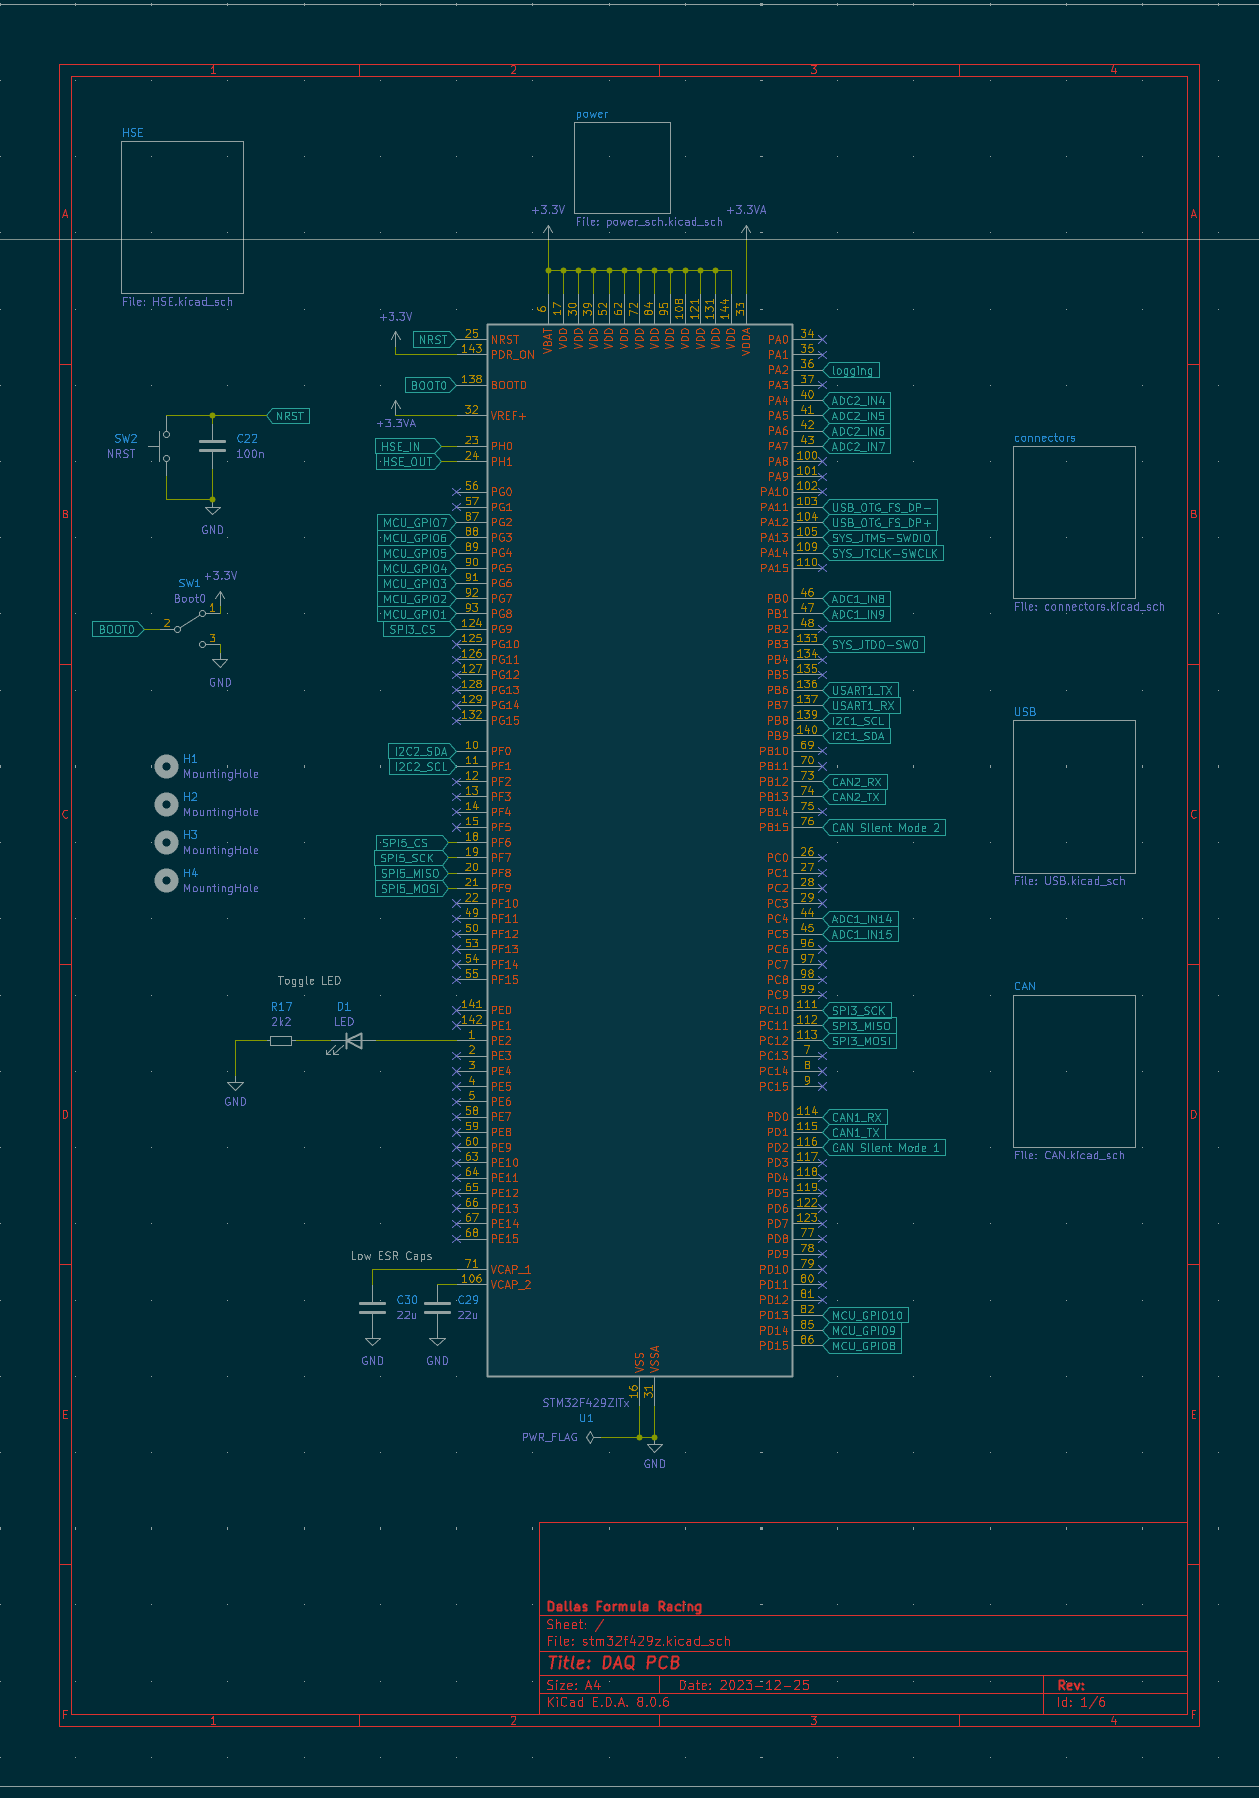 1
2
3
4
A
A
HSE
File: HSE.kicad_sch
power
File: power_sch.kicad_sch
+3.3V
+3.3VA
6
17
30
39
52
62
72
84
95
108
121
131
144
33
VBAT
VDD
VDD
VDD
VDD
VDD
VDD
VDD
VDD
VDD
VDD
VDD
VDD
VDDA
+3.3V
NRST 25 NRST
143 PDR_ON
BOOT0 138 BOOT0
32 VREF+
+3.3VA
HSE_IN 23 PH0
HSE_OUT 24 PH1
56 PG0
57 PG1
MCU_GPIO7 87 PG2
MCU_GPIO6 88 PG3
MCU_GPIO5 89 PG4
MCU_GPIO4 90 PG5
MCU_GPIO3 91 PG6
MCU_GPIO2 92 PG7
MCU_GPIO1 93 PG8
SPI3_CS 124 PG9
125 PG10
126 PG11
127 PG12
128 PG13
129 PG14
132 PG15
I2C2_SDA 10 PF0
I2C2_SCL 11 PF1
12 PF2
13 PF3
14 PF4
15 PF5
SPI5_CS 18 PF6
SPI5_SCK 19 PF7
SPI5_MISO 20 PF8
SPI5_MOSI 21 PF9
22 PF10
49 PF11
50 PF12
53 PF13
54 PF14
55 PF15
141 PE0
142 PE1
1 PE2
2 PE3
3 PE4
4 PE5
5 PE6
58 PE7
59 PE8
60 PE9
63 PE10
64 PE11
65 PE12
66 PE13
67 PE14
68 PE15
71 VCAP_1
106 VCAP_2
PA0 34
PA1 35
PA2 36 logging
PA3 37
PA4 40 ADC2_IN4
PA5 41 ADC2_IN5
PA6 42 ADC2_IN6
PA7 43 ADC2_IN7
PA8 100
PA9 101
PA10 102
PA11 103 USB_OTG_FS_DP-
PA12 104 USB_OTG_FS_DP+
PA13 105 SYS_JTMS-SWDIO
PA14 109 SYS_JTCLK-SWCLK
PA15 110
PB0 46 ADC1_IN8
PB1 47 ADC1_IN9
PB2 48
PB3 133 SYS_JTDO-SWO
PB4 134
PB5 135
PB6 136 USART1_TX
PB7 137 USART1_RX
PB8 139 I2C1_SCL
PB9 140 I2C1_SDA
PB10 69
PB11 70
PB12 73 CAN2_RX
PB13 74 CAN2_TX
PB14 75
PB15 76 CAN Silent Mode 2
PC0 26
PC1 27
PC2 28
PC3 29
PC4 44 ADC1_IN14
PC5 45 ADC1_IN15
PC6 96
PC7 97
PC8 98
PC9 99
PC10 111 SPI3_SCK
PC11 112 SPI3_MISO
PC12 113 SPI3_MOSI
PC13 7
PC14 8
PC15 9
PD0 114 CAN1_RX
PD1 115 CAN1_TX
PD2 116 CAN Silent Mode 1
PD3 117
PD4 118
PD5 119
PD6 122
PD7 123
PD8 77
PD9 78
PD10 79
PD11 80
PD12 81
PD13 82 MCU_GPIO10
PD14 85 MCU_GPIO9
PD15 86 MCU_GPIO8
VSS
VSSA
16
31
STM32F429ZITx
U1
PWR_FLAG
GND
NRST
SW2
NRST
C22
100n
GND
B
B
SW1
+3.3V
Boot0
BOOT0
2
1
3
GND
H1
MountingHole
H2
MountingHole
H3
MountingHole
H4
MountingHole
C
C
Toggle LED
R17
2k2
D1
LED
GND
D
D
Low ESR Caps
C30
22u
C29
22u
GND
GND
connectors
File: connectors.kicad_sch
USB
File: USB.kicad_sch
CAN
File: CAN.kicad_sch
E
E
Dallas Formula Racing
Sheet: /
File: stm32f429z.kicad_sch
Title: DAQ PCB
Size: A4
Date: 2023-12-25
Rev:
KiCad E.D.A. 8.0.6
Id: 1/6
F
F
1
2
3
4